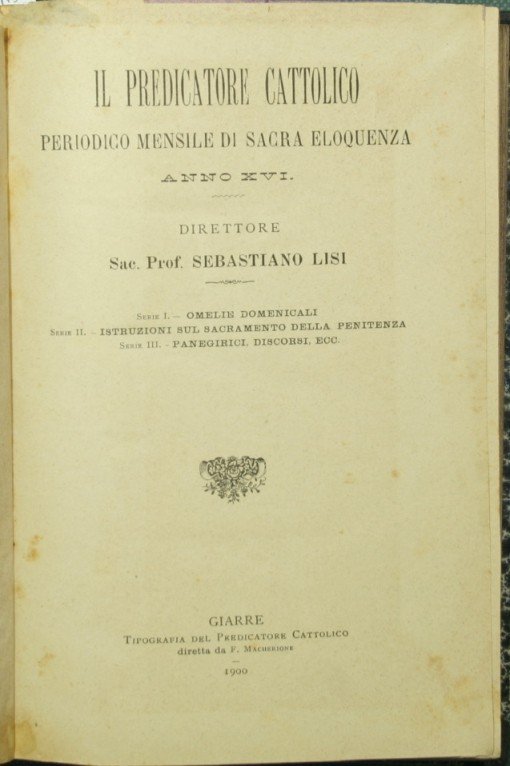 IL PREDICATORE CATTOLICO
PERIODICO MENSILE DI SACRA ELOQUENZA
ANNO XVI.
DIRETTORE
Sac. Prof. SEBASTIANO LISI
Serie I. — OMELIE DOMENICALI
Serie II. - ISTRUZIONI SUL SACRAMENTO DELLA PENITENZA
Serie III. - PANEGIRICI, DISCORSI, ECC.
GIARRE
Tipografia del Predicatore Cattolico
diretta da F. Macherione
—
1900